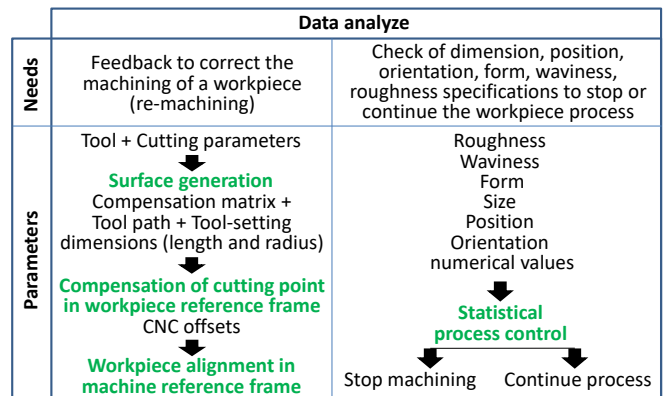 Data analyze
Needs
Feedback to correct the
machining of a workpiece
(re-machining)
Check of dimension, position,
orientation, form, waviness,
roughness specifications to stop or
continue the workpiece process
Parameters
Tool + Cutting parameters
Surface generation
Compensation matrix +
Tool path + Tool-setting
dimensions (length and radius)
Compensation of cutting point
in workpiece reference frame
CNC offsets
Workpiece alignment in
machine reference frame
Roughness
Waviness
Form
Size
Position
Orientation
numerical values
Statistical
process control
Stop machining
Continue process